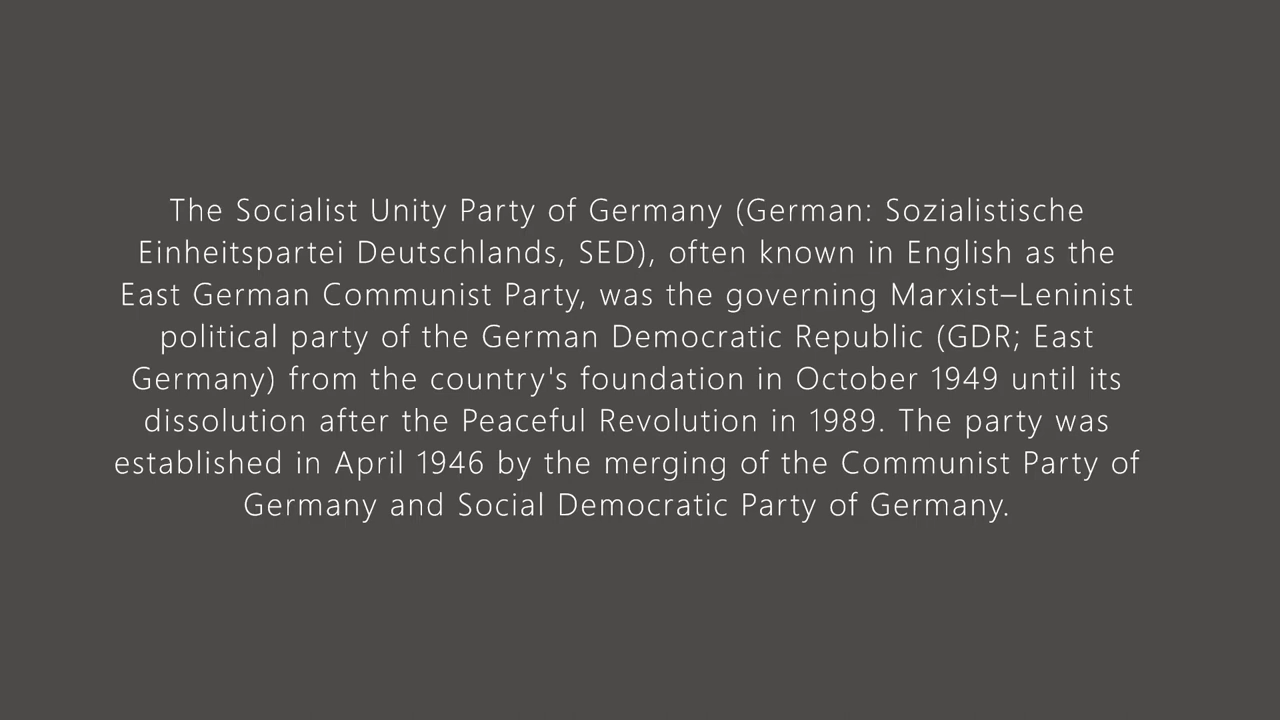 The Socialist Unity Party of Germany (German: Sozialistische
Einheitspartei Deutschlands, SED), often known in English as the
East German Communist Party, was the governing Marxist–Leninist
political party of the German Democratic Republic (GDR; East
Germany) from the country's foundation in October 1949 until its
dissolution after the Peaceful Revolution in 1989. The party was
established in April 1946 by the merging of the Communist Party of
Germany and Social Democratic Party of Germany.